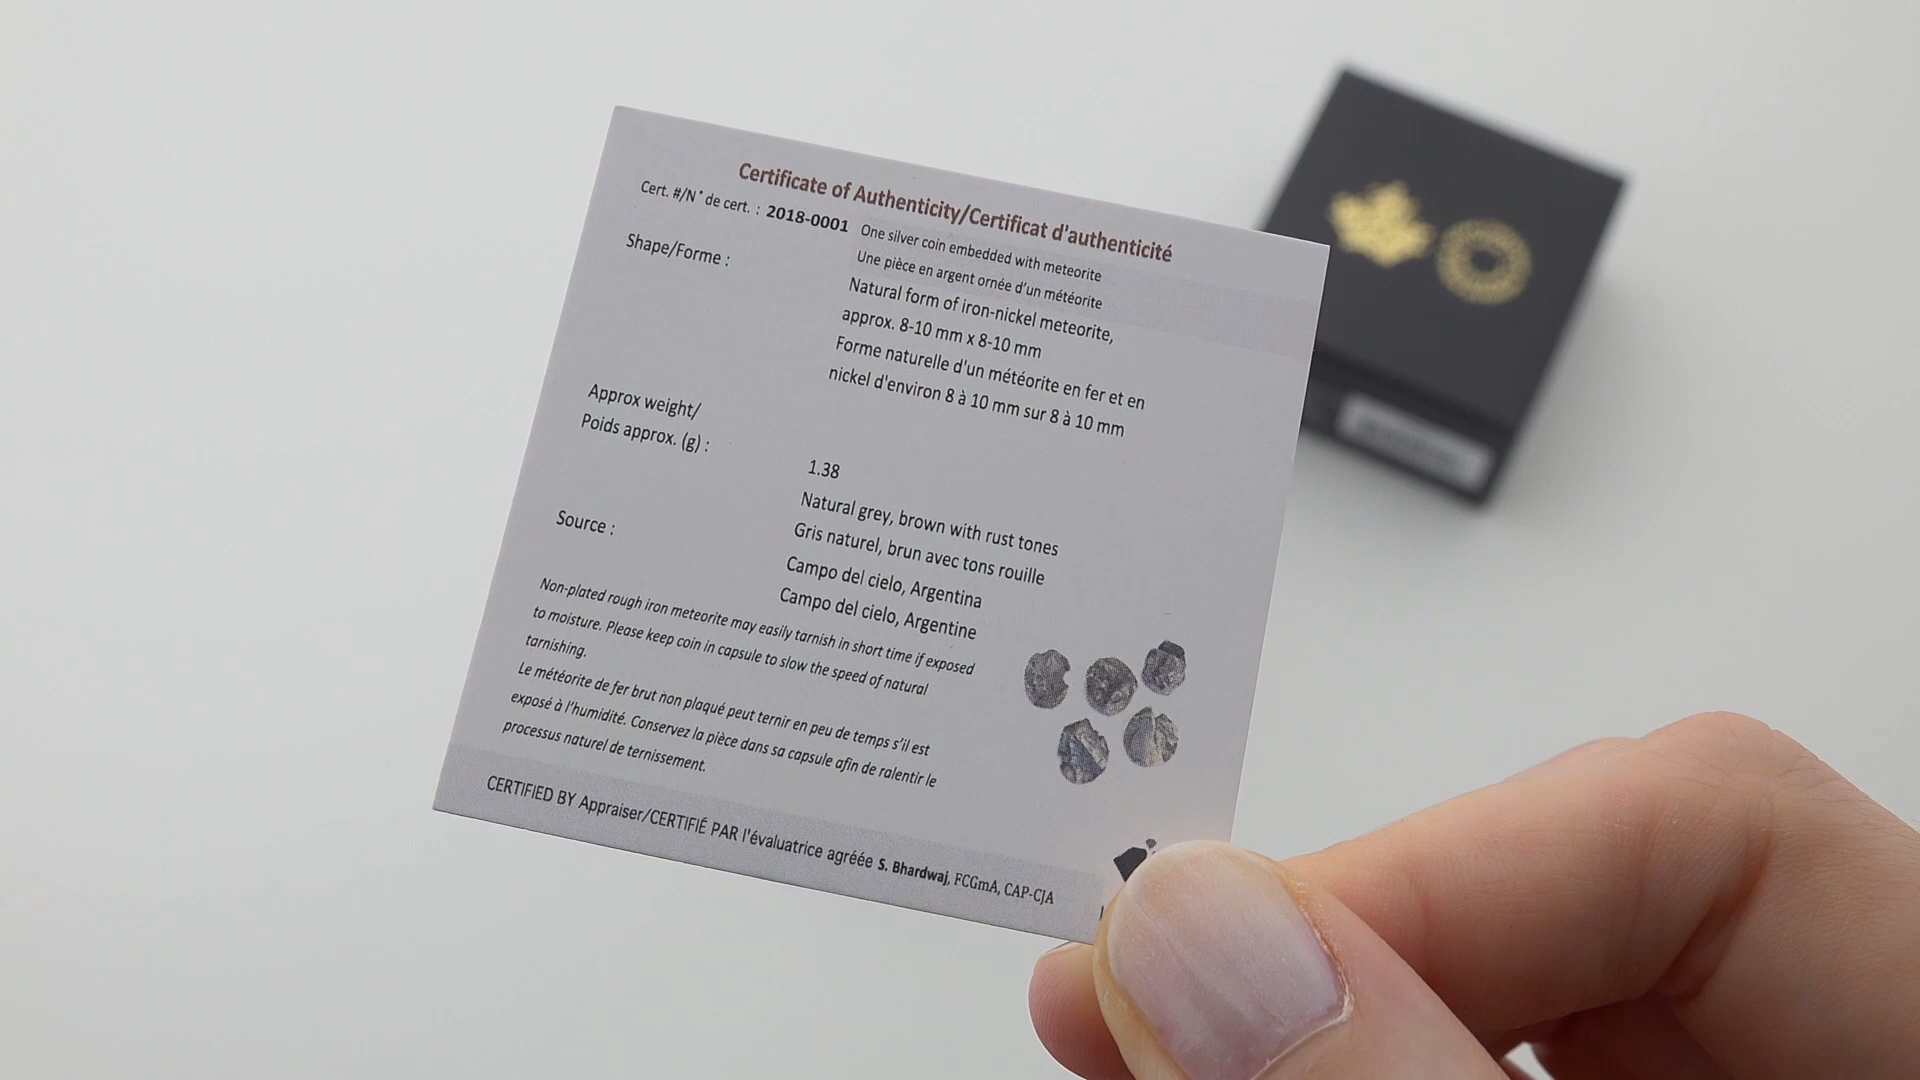 Certificate of Authenticity/Certificat d'authenticité
Cert. #/N° de cert. : 2018-0001
One silver coin embedded with meteorite
Une pièce en argent ornée d’un météorite
Shape/Forme :
Natural form of iron-nickel meteorite,
approx. 8-10 mm x 8-10 mm
Forme naturelle d'un météorite en fer et en
nickel d'environ 8 à 10 mm sur 8 à 10 mm
Approx weight/
Poids approx. (g) :
1.38
Natural grey, brown with rust tones
Gris naturel, brun avec tons rouille
Source :
Campo del cielo, Argentina
Campo del cielo, Argentine
Non-plated rough iron meteorite may easily tarnish in short time if exposed
to moisture. Please keep coin in capsule to slow the speed of natural
tarnishing.
Le météorite de fer brut non plaqué peut ternir en peu de temps s’il est
exposé à l’humidité. Conservez la pièce dans sa capsule afin de ralentir le
processus naturel de ternissement.
CERTIFIED BY Appraiser/CERTIFIÉ PAR l'évaluatrice agréée S. Bhardwaj, FCGmA, CAP-CJA